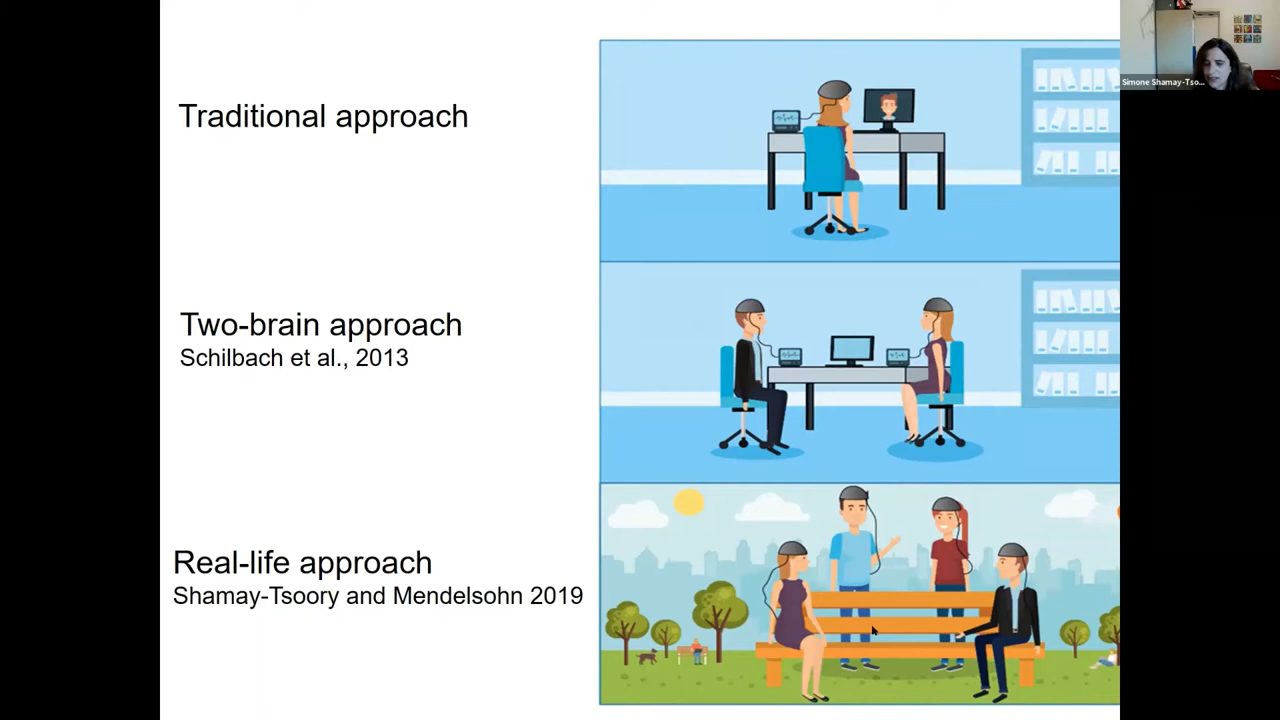 Traditional approach
Simone Shamay-Tso...
Two-brain approach
Schilbach et al., 2013
Real-life approach
Shamay-Tsoory and Mendelsohn 2019